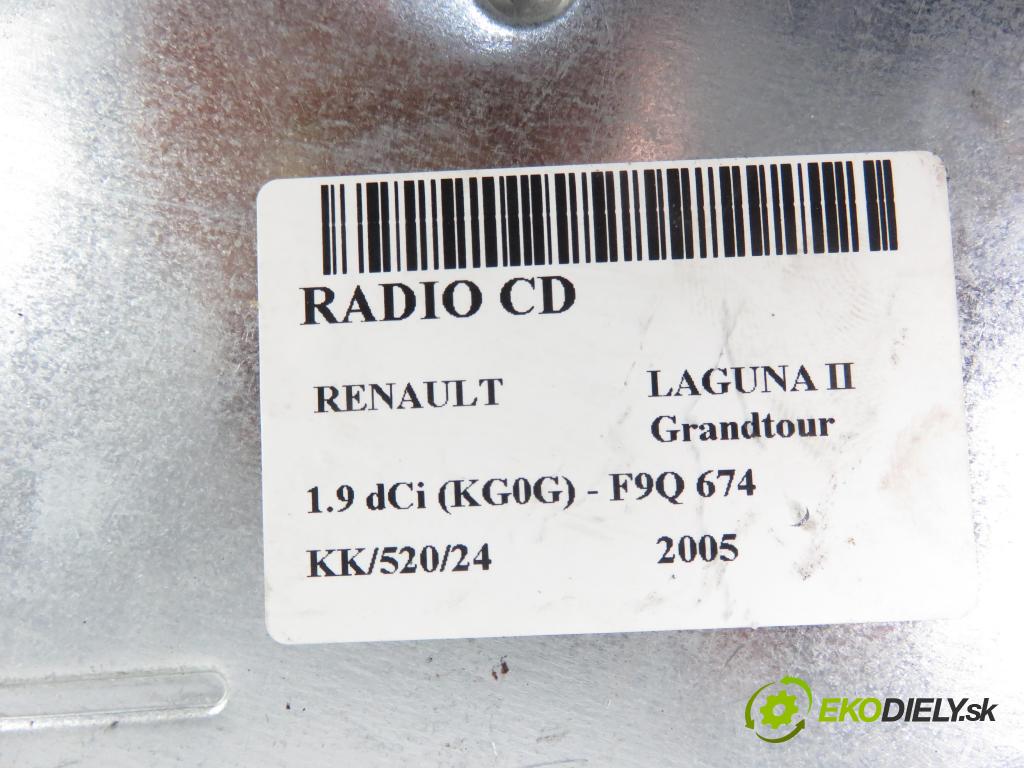 RADIO CD
RENAULT
LAGUNA II
Grandtour
1.9 dCi (KG0G) - F9Q 674
KK/520/24
2005
EKODIELY.sk